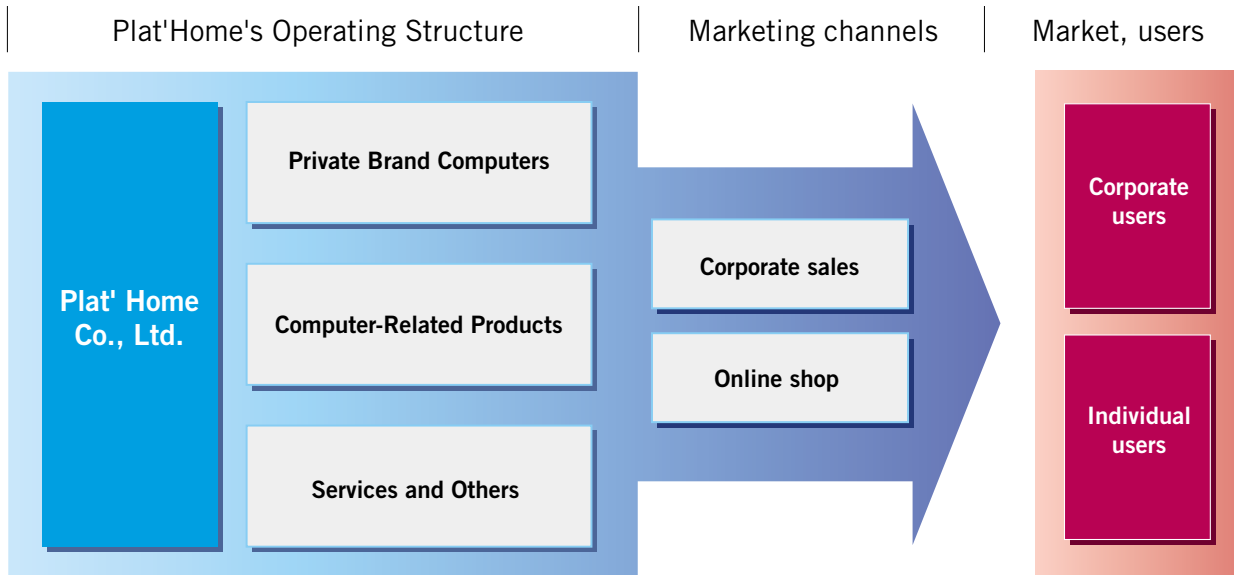 Plat'Home's Operating Structure
Marketing channels
Market, users
Plat' Home
Co., Ltd.
Private Brand Computers
Computer-Related Products
Services and Others
Corporate sales
Online shop
Corporate
users
Individual
users